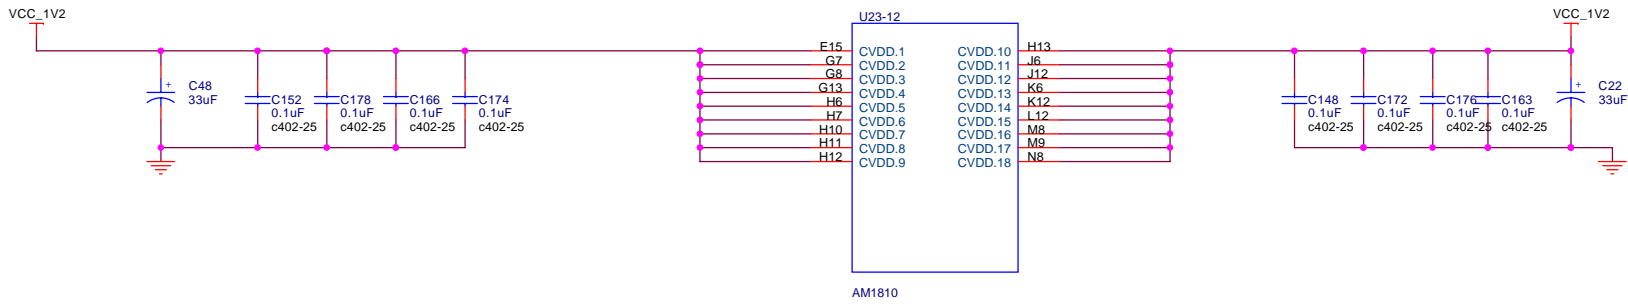 VCC_1V2
U23-12
VCC_1V2
E15 CVDD.1 CVDD.10 H13
G7 CVDD.2 CVDD.11 J6
G8 CVDD.3 CVDD.12 J12
G13 CVDD.4 CVDD.13 K6
H6 CVDD.5 CVDD.14 K12
H7 CVDD.6 CVDD.15 L12
H10 CVDD.7 CVDD.16 M8
H11 CVDD.8 CVDD.17 M9
H12 CVDD.9 CVDD.18 N8
+
C48
33uF
C152
0.1uF
c402-25
C178
0.1uF
c402-25
C166
0.1uF
c402-25
C174
0.1uF
c402-25
C148
0.1uF
c402-25
C172
0.1uF
c402-25
C176
0.1uF
c402-25
C163
0.1uF
c402-25
+
C22
33uF
AM1810